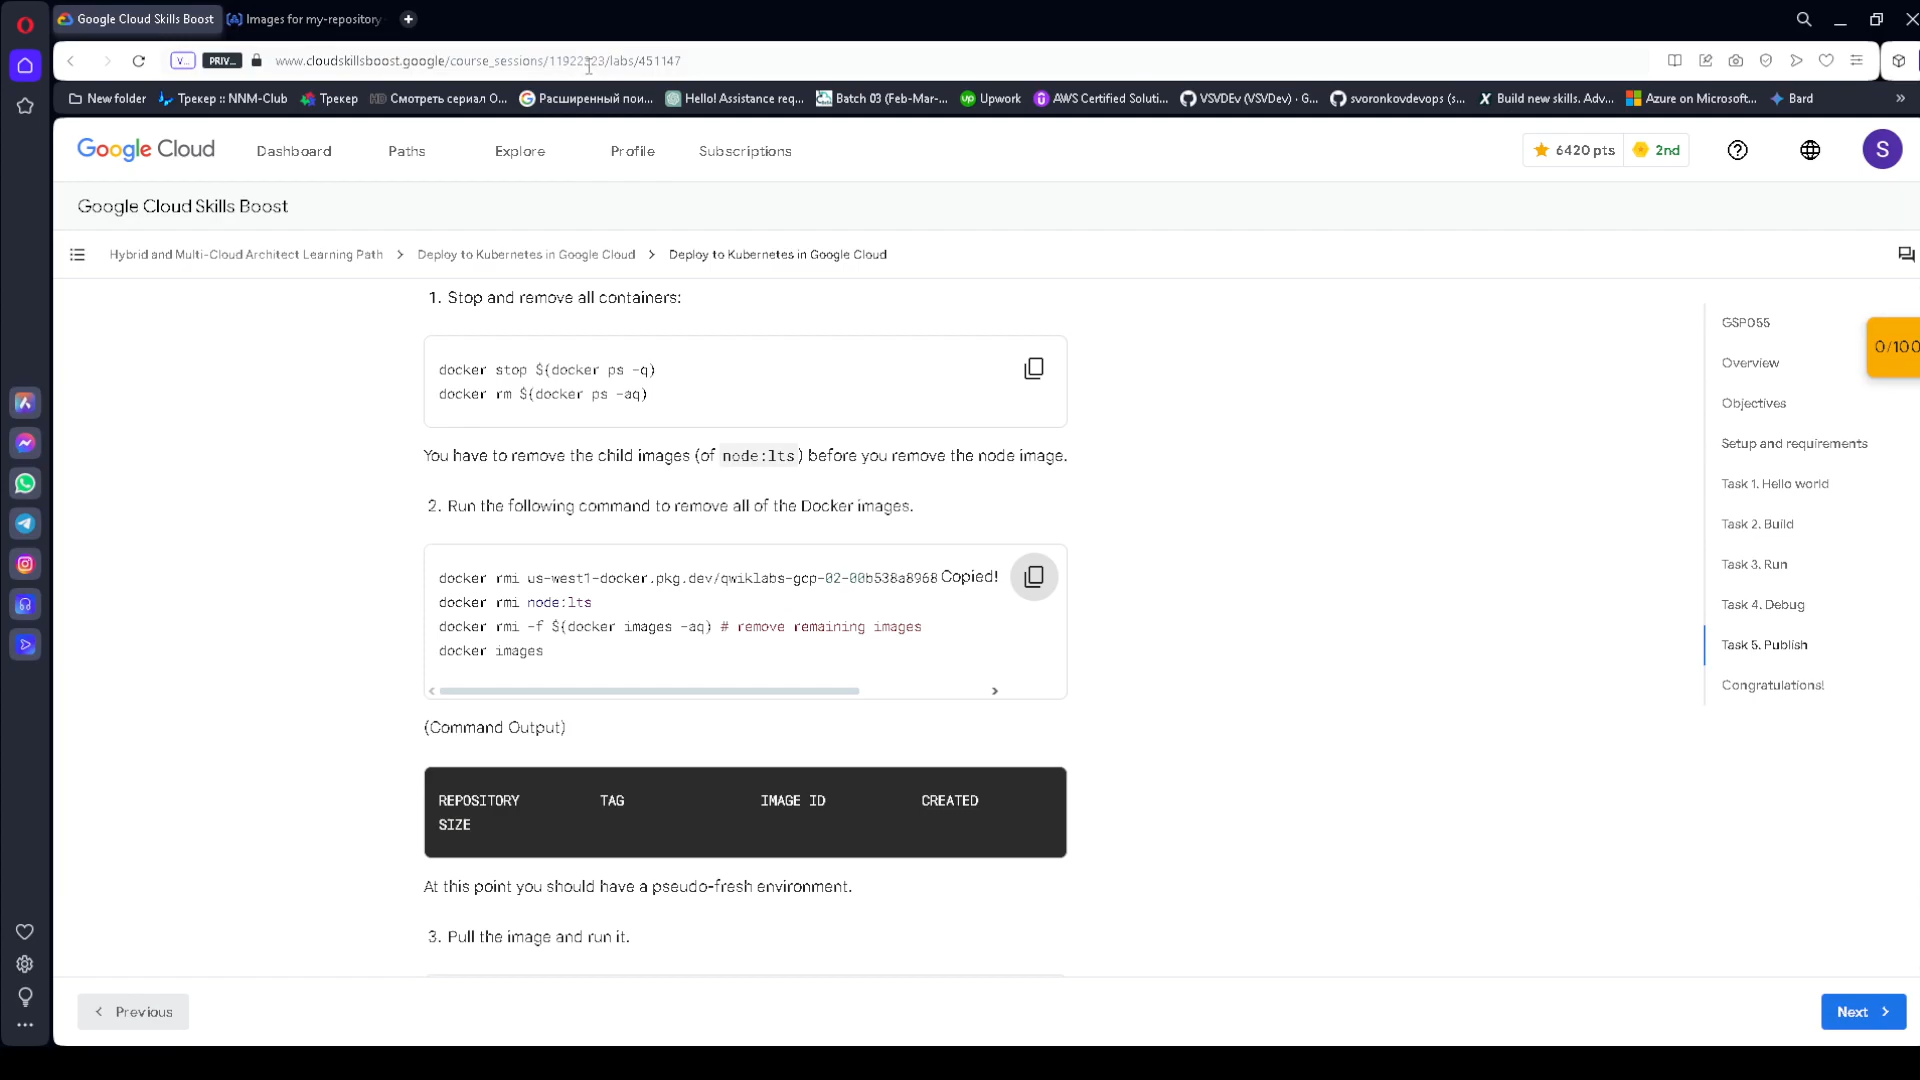 Google Cloud Skills Boost
Images for my-repository
V...
PRIV...
www.cloudskillsboost.google/course_sessions/11922323/labs/451147
New folder
Трекер :: NNM-Club
Трекер
HD Смотреть сериал О...
Расширенный пои...
Hello! Assistance req...
Batch 03 (Feb-Mar-...
Upwork
AWS Certified Soluti...
VSVDEv (VSVDev) · G...
svoronkovdevops (s...
Build new skills. Adv...
Azure on Microsoft...
Bard
Google Cloud
Dashboard
Paths
Explore
Profile
Subscriptions
6420 pts
2nd
S
Google Cloud Skills Boost
Hybrid and Multi-Cloud Architect Learning Path
Deploy to Kubernetes in Google Cloud
Deploy to Kubernetes in Google Cloud
1. Stop and remove all containers:
docker stop $(docker ps -q)
docker rm $(docker ps -aq)
You have to remove the child images (of node:lts) before you remove the node image.
2. Run the following command to remove all of the Docker images.
docker rmi us-west1-docker.pkg.dev/qwiklabs-gcp-02-00b538a8968
Copied!
docker rmi node:lts
docker rmi -f $(docker images -aq) # remove remaining images
docker images
(Command Output)
REPOSITORY TAG IMAGE ID CREATED
SIZE
At this point you should have a pseudo-fresh environment.
3. Pull the image and run it.
GSP055
Overview
Objectives
Setup and requirements
Task 1. Hello world
Task 2. Build
Task 3. Run
Task 4. Debug
Task 5. Publish
Congratulations!
0/100
Previous
Next